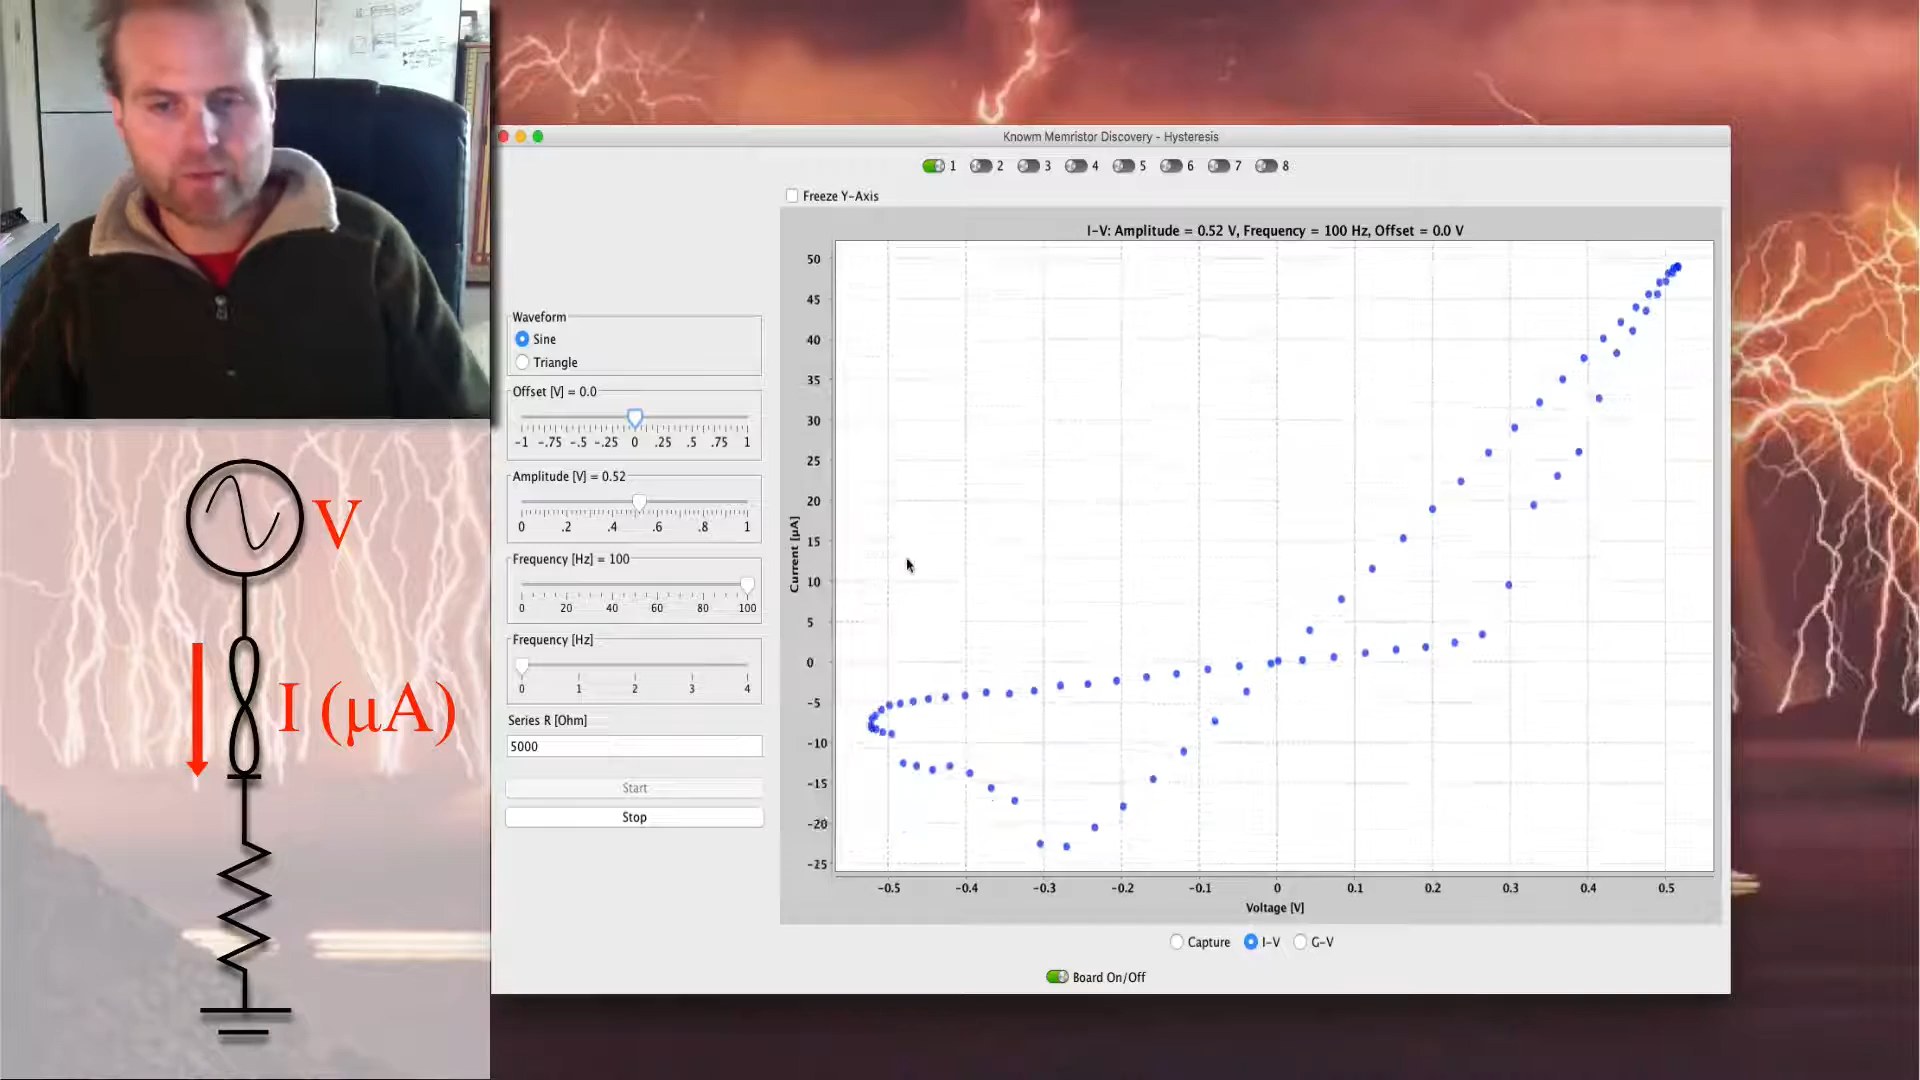 Knowm Memristor Discovery - Hysteresis
1 2 3 4 5 6 7 8
Freeze Y-Axis
I-V: Amplitude = 0.52 V, Frequency = 100 Hz, Offset = 0.0 V
Waveform
Sine
Triangle
Offset [V] = 0.0
-1 -.75 -.5 -.25 0 .25 .5 .75 1
Amplitude [V] = 0.52
0 .2 .4 .6 .8 1
Frequency [Hz] = 100
0 20 40 60 80 100
Frequency [Hz]
0 1 2 3 4
Series R [Ohm]
5000
Start
Stop
Current [µA]
50
45
40
35
30
25
20
15
10
5
0
-5
-10
-15
-20
-25
-0.5 -0.4 -0.3 -0.2 -0.1 0 0.1 0.2 0.3 0.4 0.5
Voltage [V]
Capture I-V G-V
Board On/Off
V
I (µA)